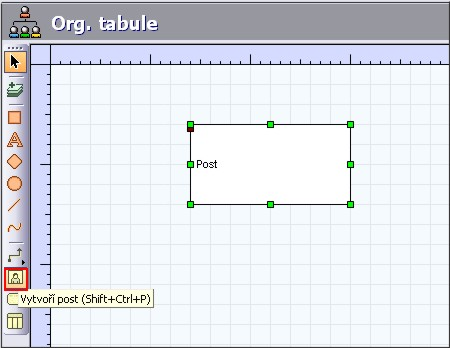 Org. tabule
Post
Vytvoří post (Shift+Ctrl+P)